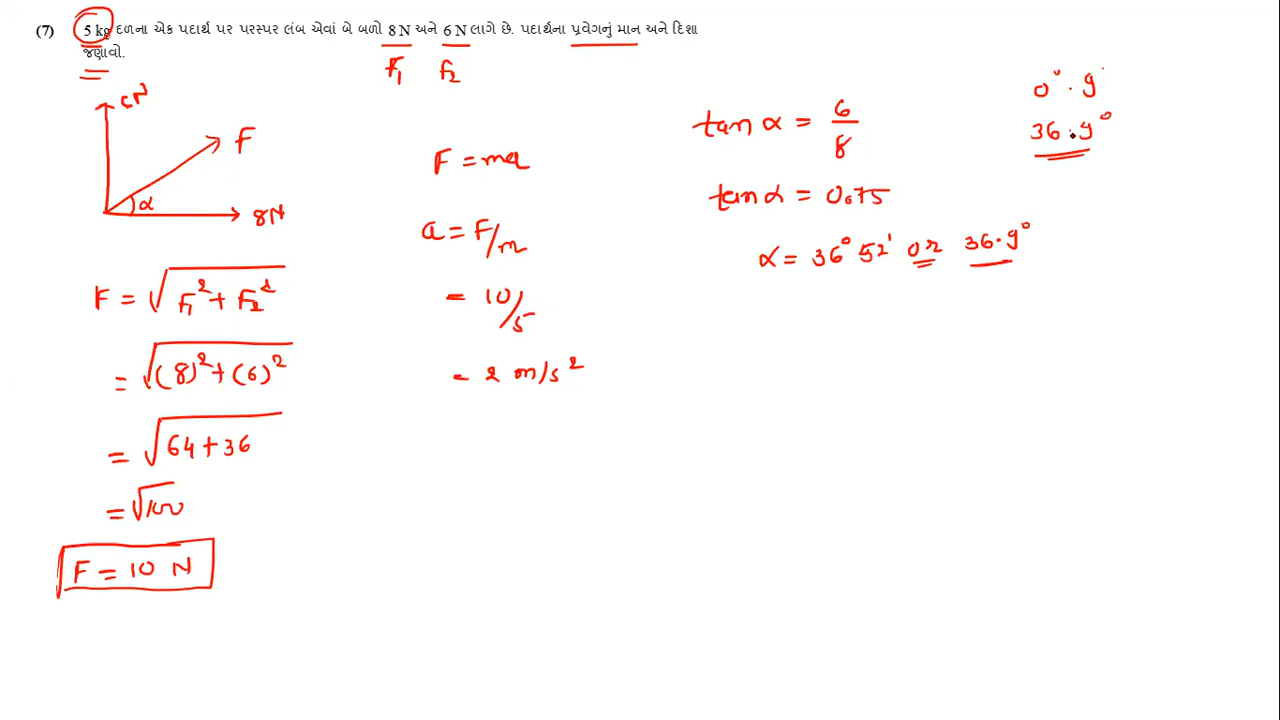 (7) 5 kg દળના એક પદાર્થ પર પરસ્પર લંબ એવાં બે બળો 8 N અને 6 N લાગે છે. પદાર્થના પ્રવેગનું માન અને દિશા
જણાવો.
F₁ F₂
6N
F
α
8N
F = √F₁² + F₂²
= √(8)² + (6)²
= √64 + 36
= √100
F = 10 N
F = ma
a = F/m
= 10/5
= 2 m/s²
tan α = 6/8
tan α = 0.75
α = 36° 52' or 36.9°
0°.9
36.9°